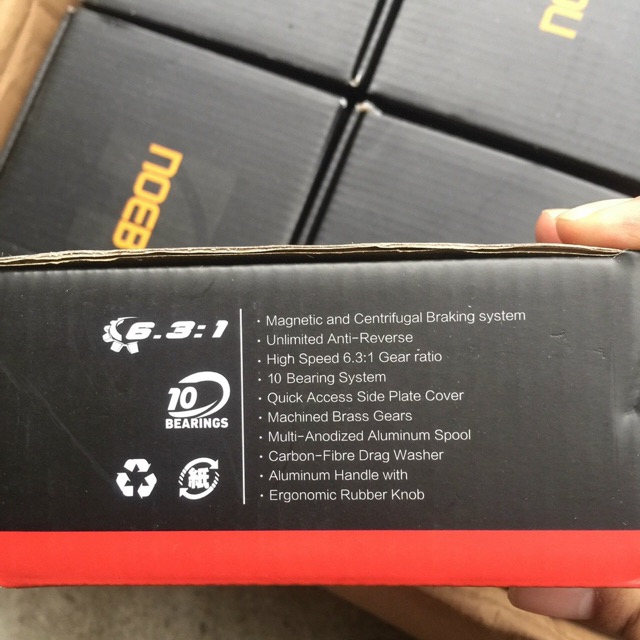 NOEB
OU
6.3:1
10
BEARINGS
紙
· Magnetic and Centrifugal Braking system
· Unlimited Anti-Reverse
· High Speed 6.3:1 Gear ratio
· 10 Bearing System
· Quick Access Side Plate Cover
· Machined Brass Gears
· Multi-Anodized Aluminum Spool
· Carbon-Fibre Drag Washer
· Aluminum Handle with
· Ergonomic Rubber Knob